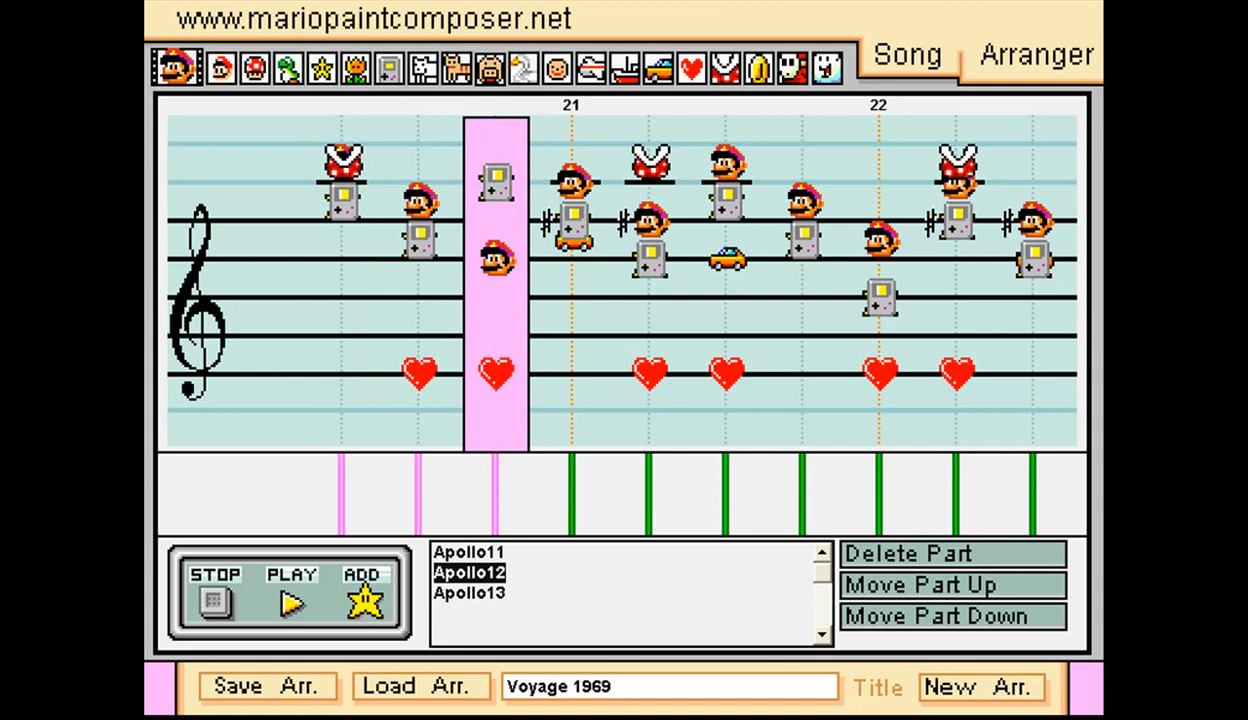 www.mariopaintcomposer.net
Song Arranger
21 22
STOP PLAY ADD
Apollo11
Apollo12
Apollo13
Delete Part
Move Part Up
Move Part Down
Save Arr. Load Arr. Voyage 1969 Title New Arr.